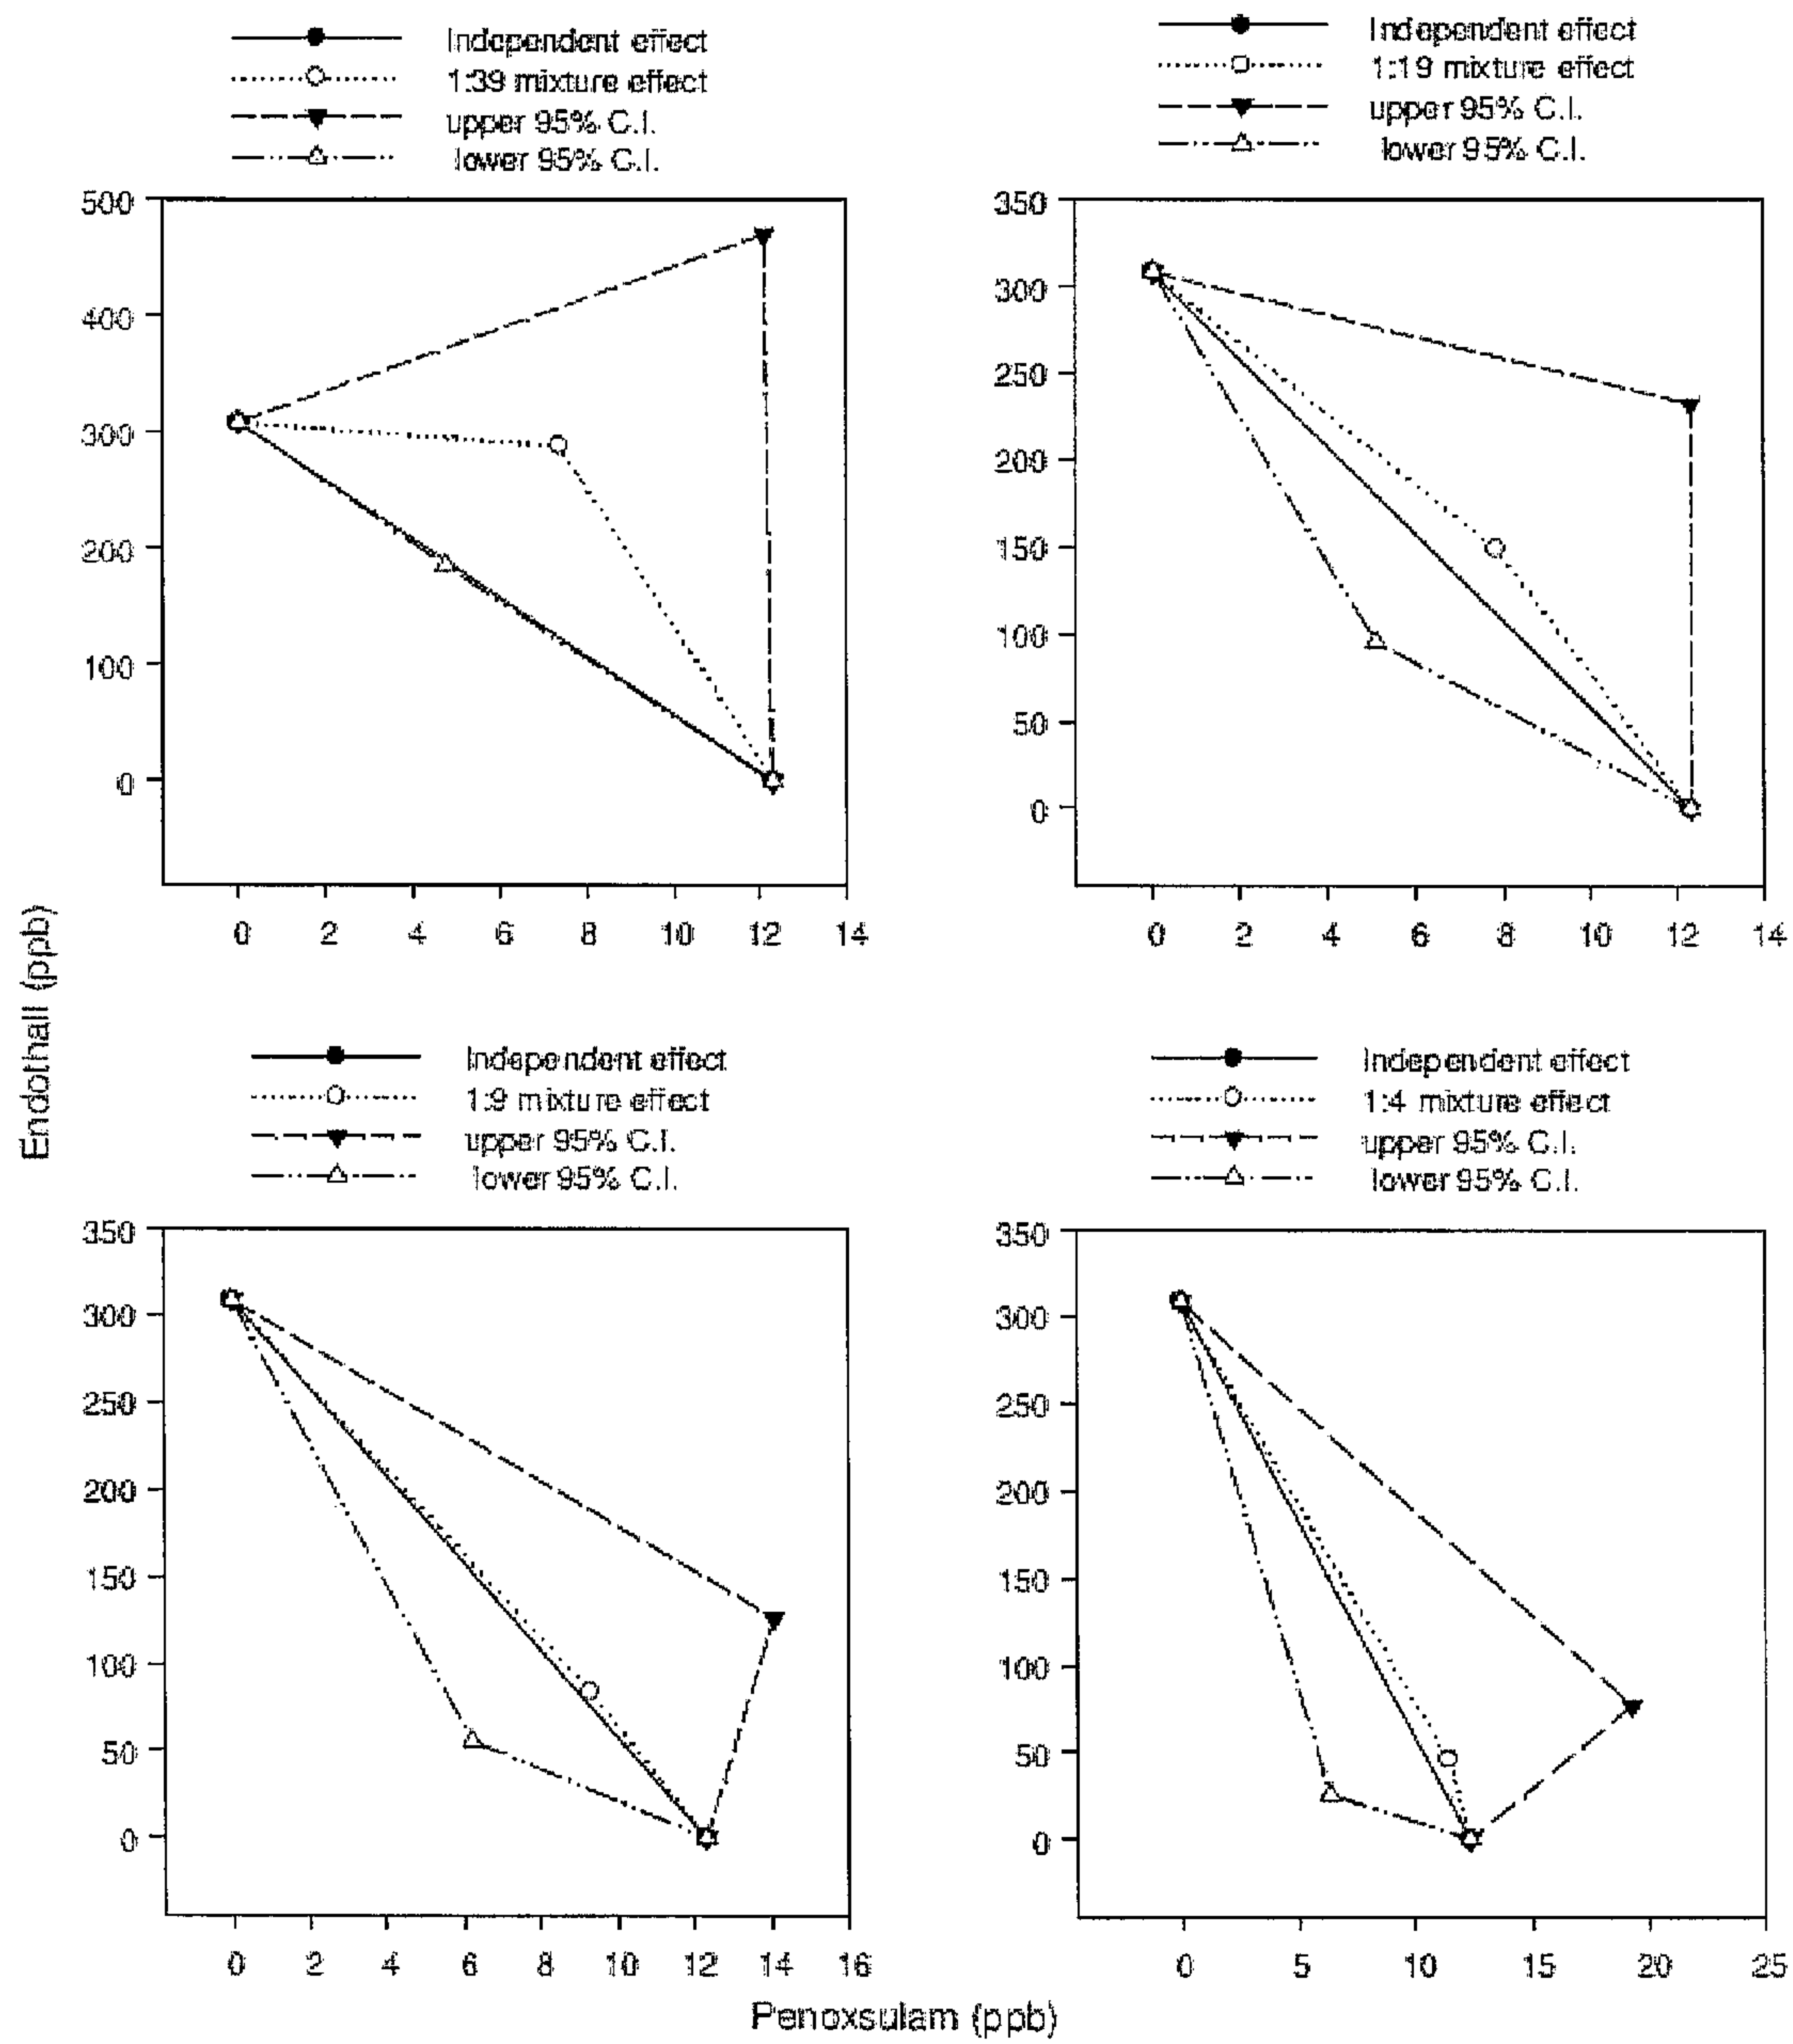 Independent effect
1:39 mixture effect
upper 95% C.I.
lower 95% C.I.
Independent effect
1:19 mixture effect
upper 95% C.I.
lower 95% C.I.
500
400
300
200
100
0
0 2 4 6 8 10 12 14
350
300
250
200
150
100
50
0
0 2 4 6 8 10 12 14
Endothall (ppb)
Independent effect
1:9 mixture effect
upper 95% C.I.
lower 95% C.I.
Independent effect
1:4 mixture effect
upper 95% C.I.
lower 95% C.I.
350
300
250
200
150
100
50
0
0 2 4 6 8 10 12 14 16
350
300
250
200
150
100
50
0
0 5 10 15 20 25
Penoxsulam (ppb)